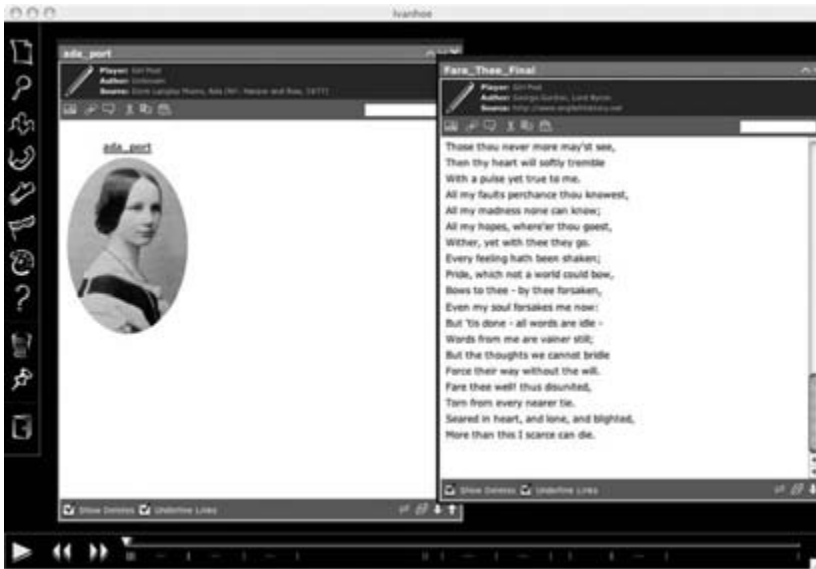 Ivanhoe
ada_port
Player: Girl Poet
Author: Unknown
Source: Doris Langley Moore, Ada (NY: Harper and Row, 1977)
ada_port
Show Deletes Underline Links
Fare_Thee_Final
Player: Girl Poet
Author: George Gordon, Lord Byron
Source: http://www.englishhistory.net
Those thou never more may'st see,
Then thy heart will softly tremble
With a pulse yet true to me.
All my faults perchance thou knowest,
All my madness none can know;
All my hopes, where'er thou goest,
Wither, yet with thee they go.
Every feeling hath been shaken;
Pride, which not a world could bow,
Bows to thee - by thee forsaken,
Even my soul forsakes me now:
But 'tis done - all words are idle -
Words from me are vainer still;
But the thoughts we cannot bridle
Force their way without the will.
Fare thee well! thus disunited,
Torn from every nearer tie.
Seared in heart, and lone, and blighted,
More than this I scarce can die.
Show Deletes Underline Links